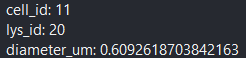 cell_id: 11
lys_id: 20
diameter_um: 0.6092618703842163